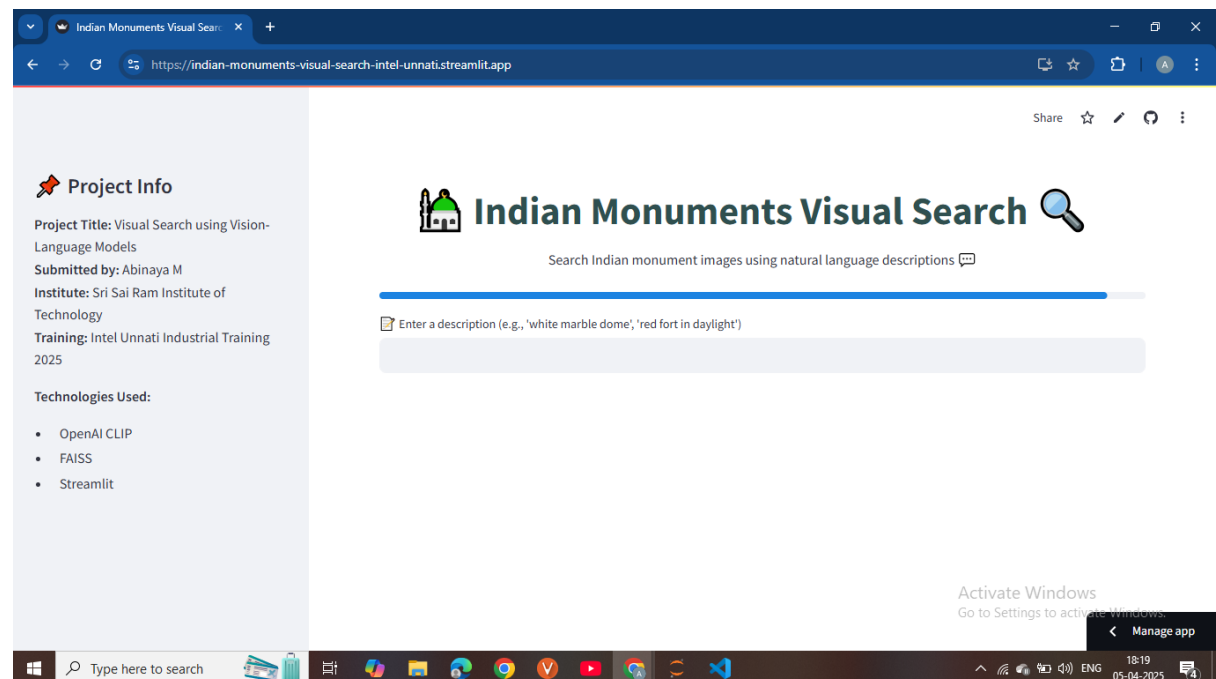 Indian Monuments Visual Searc
https://indian-monuments-visual-search-intel-unnati.streamlit.app
A
Share
Project Info
Project Title: Visual Search using Vision-
Language Models
Submitted by: Abinaya M
Institute: Sri Sai Ram Institute of
Technology
Training: Intel Unnati Industrial Training
2025
Technologies Used:
• OpenAI CLIP
• FAISS
• Streamlit
Indian Monuments Visual Search
Search Indian monument images using natural language descriptions
Enter a description (e.g., 'white marble dome', 'red fort in daylight')
Activate Windows
Go to Settings to activate Windows.
Manage app
Type here to search
ENG
18:19
05-04-2025
4